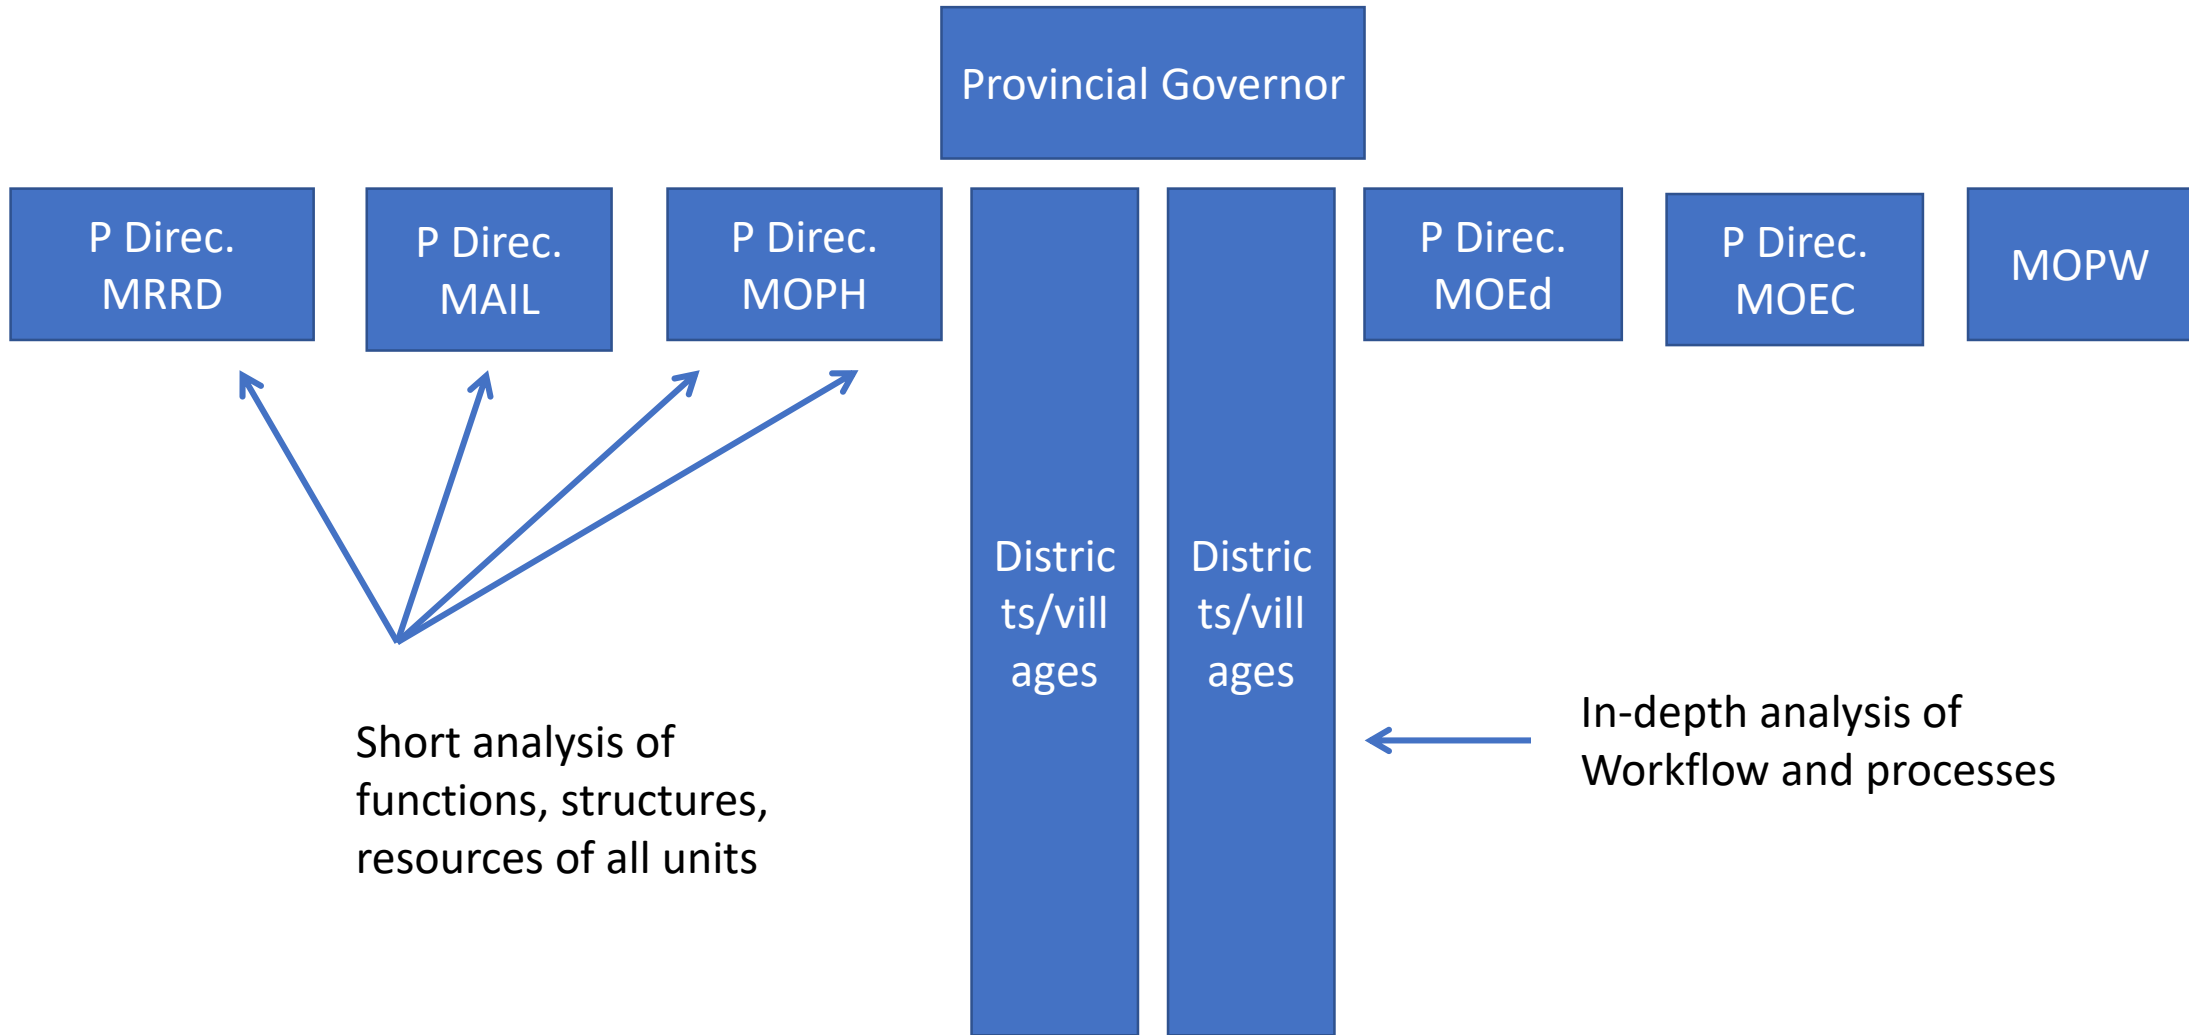 Provincial Governor
P Direc.
MRRD
P Direc.
MAIL
P Direc.
MOPH
P Direc.
MOEd
P Direc.
MOEC
MOPW
Distric
ts/vill
ages
Distric
ts/vill
ages
Short analysis of
functions, structures,
resources of all units
In-depth analysis of
Workflow and processes